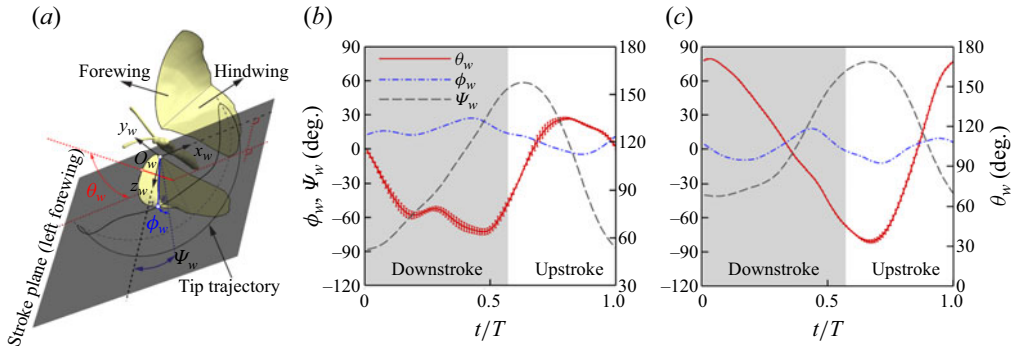 (a)
Forewing
Hindwing
y_w
x_w
O_w
z_w
θ_w
ϕ_w
Ψ_w
Tip trajectory
Stroke plane (left forewing)
(b)
90
60
30
0
–30
–60
–90
–120
ϕ_w, Ψ_w (deg.)
θ_w
ϕ_w
Ψ_w
Downstroke
Upstroke
180
150
120
90
60
30
0
0
0.5
1.0
t/T
(c)
90
60
30
0
–30
–60
–90
–120
Downstroke
Upstroke
180
150
120
90
60
30
0
θ_w (deg.)
0
0.5
1.0
t/T